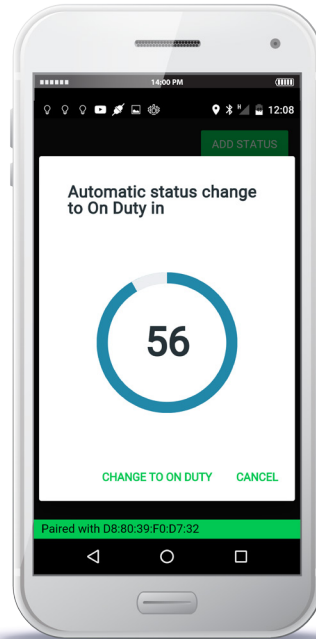 14:00 PM
12:08
ADD STATUS
Automatic status change
to On Duty in
56
CHANGE TO ON DUTY CANCEL
Paired with D8:80:39:F0:D7:32